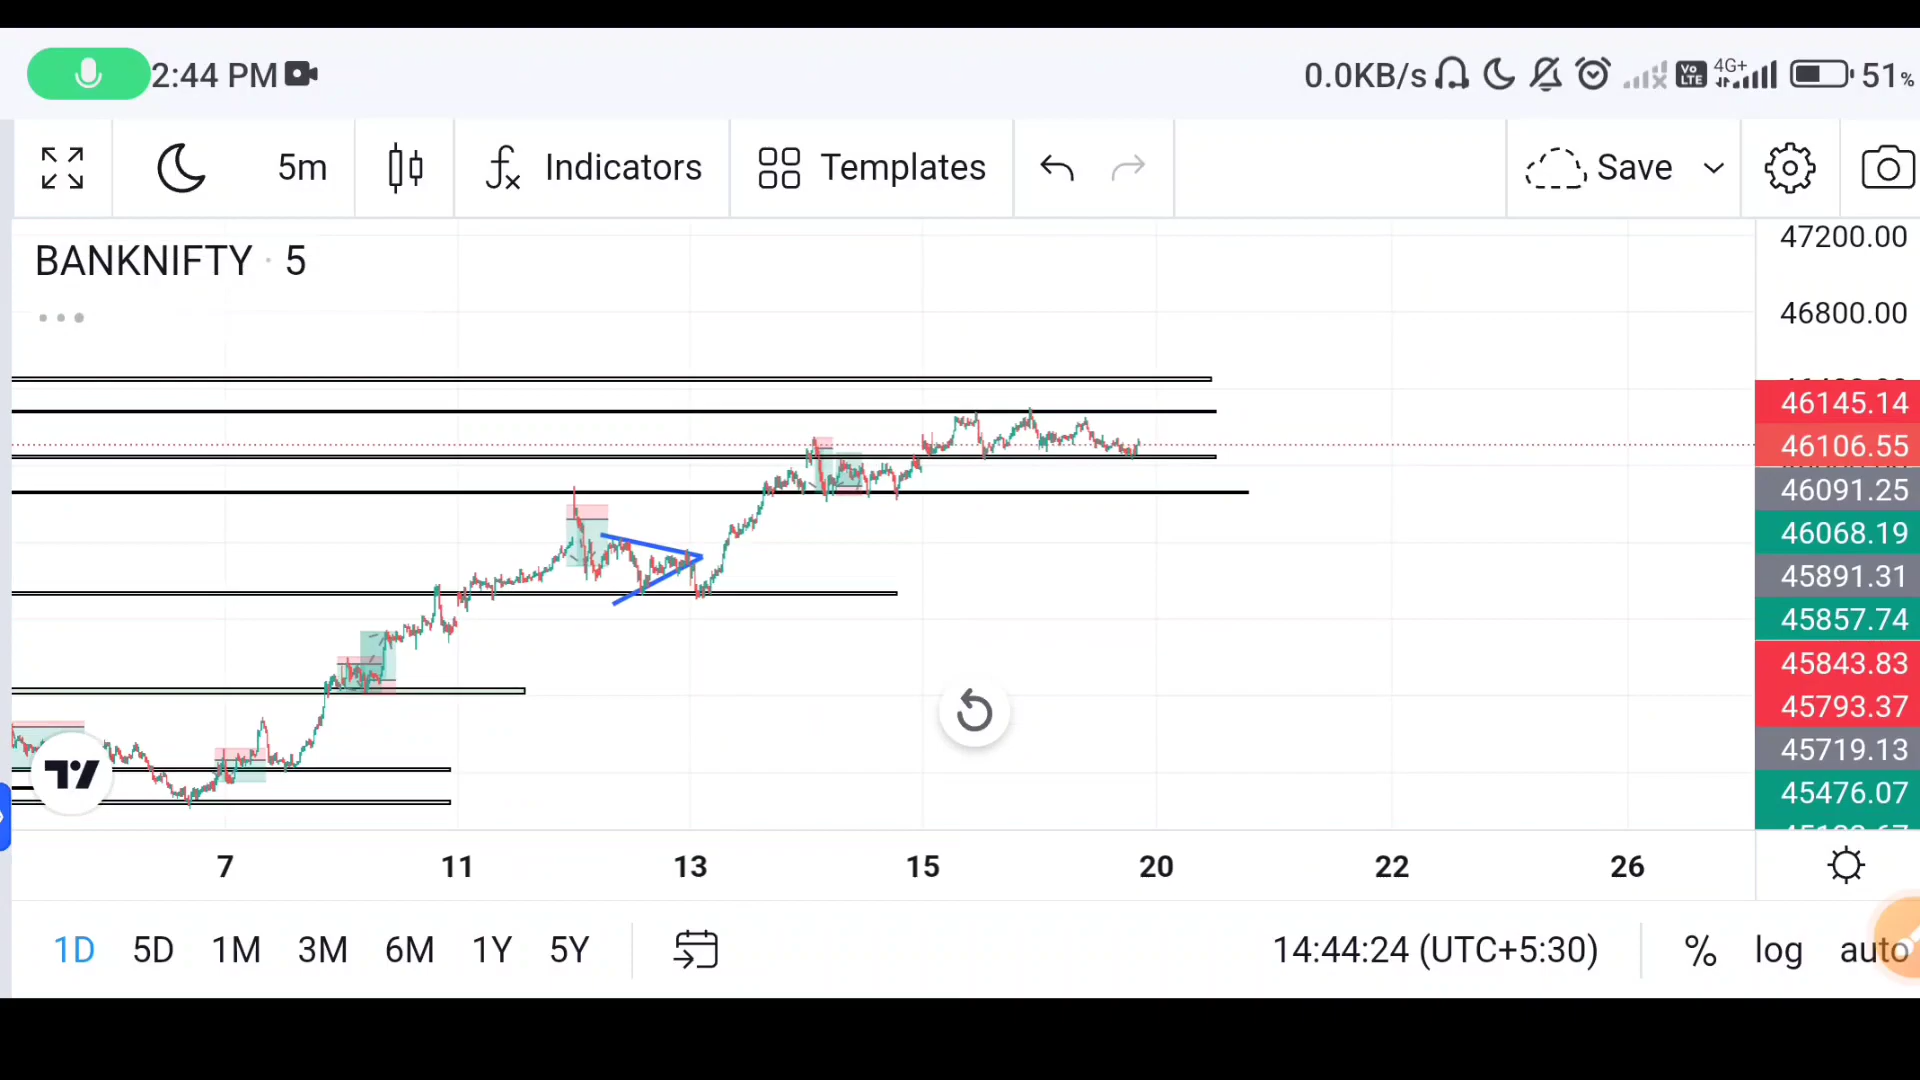 2:44 PM 0.0KB/s Vo LTE 4G+ 51%
5m Indicators Templates Save
BANKNIFTY · 5
47200.00
46800.00
46145.14
46106.55
46091.25
46068.19
45891.31
45857.74
45843.83
45793.37
45719.13
45476.07
7 11 13 15 20 22 26
1D 5D 1M 3M 6M 1Y 5Y 14:44:24 (UTC+5:30) % log auto